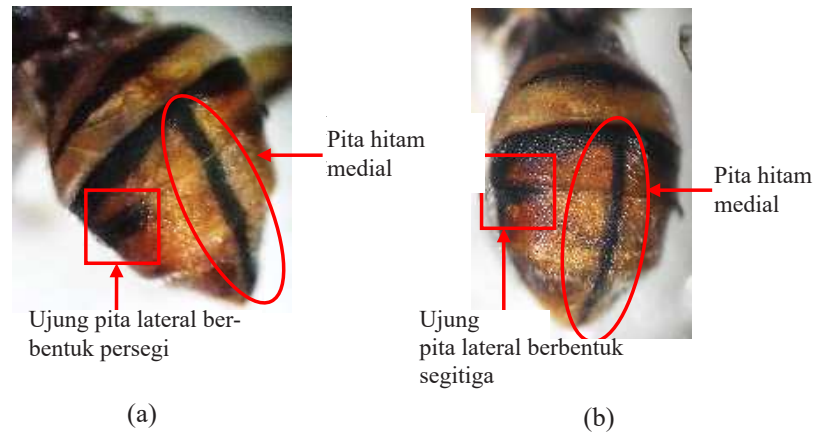 Pita hitam
medial
Ujung pita lateral ber-
bentuk persegi
(a)
Pita hitam
medial
Ujung
pita lateral berbentuk
segitiga
(b)